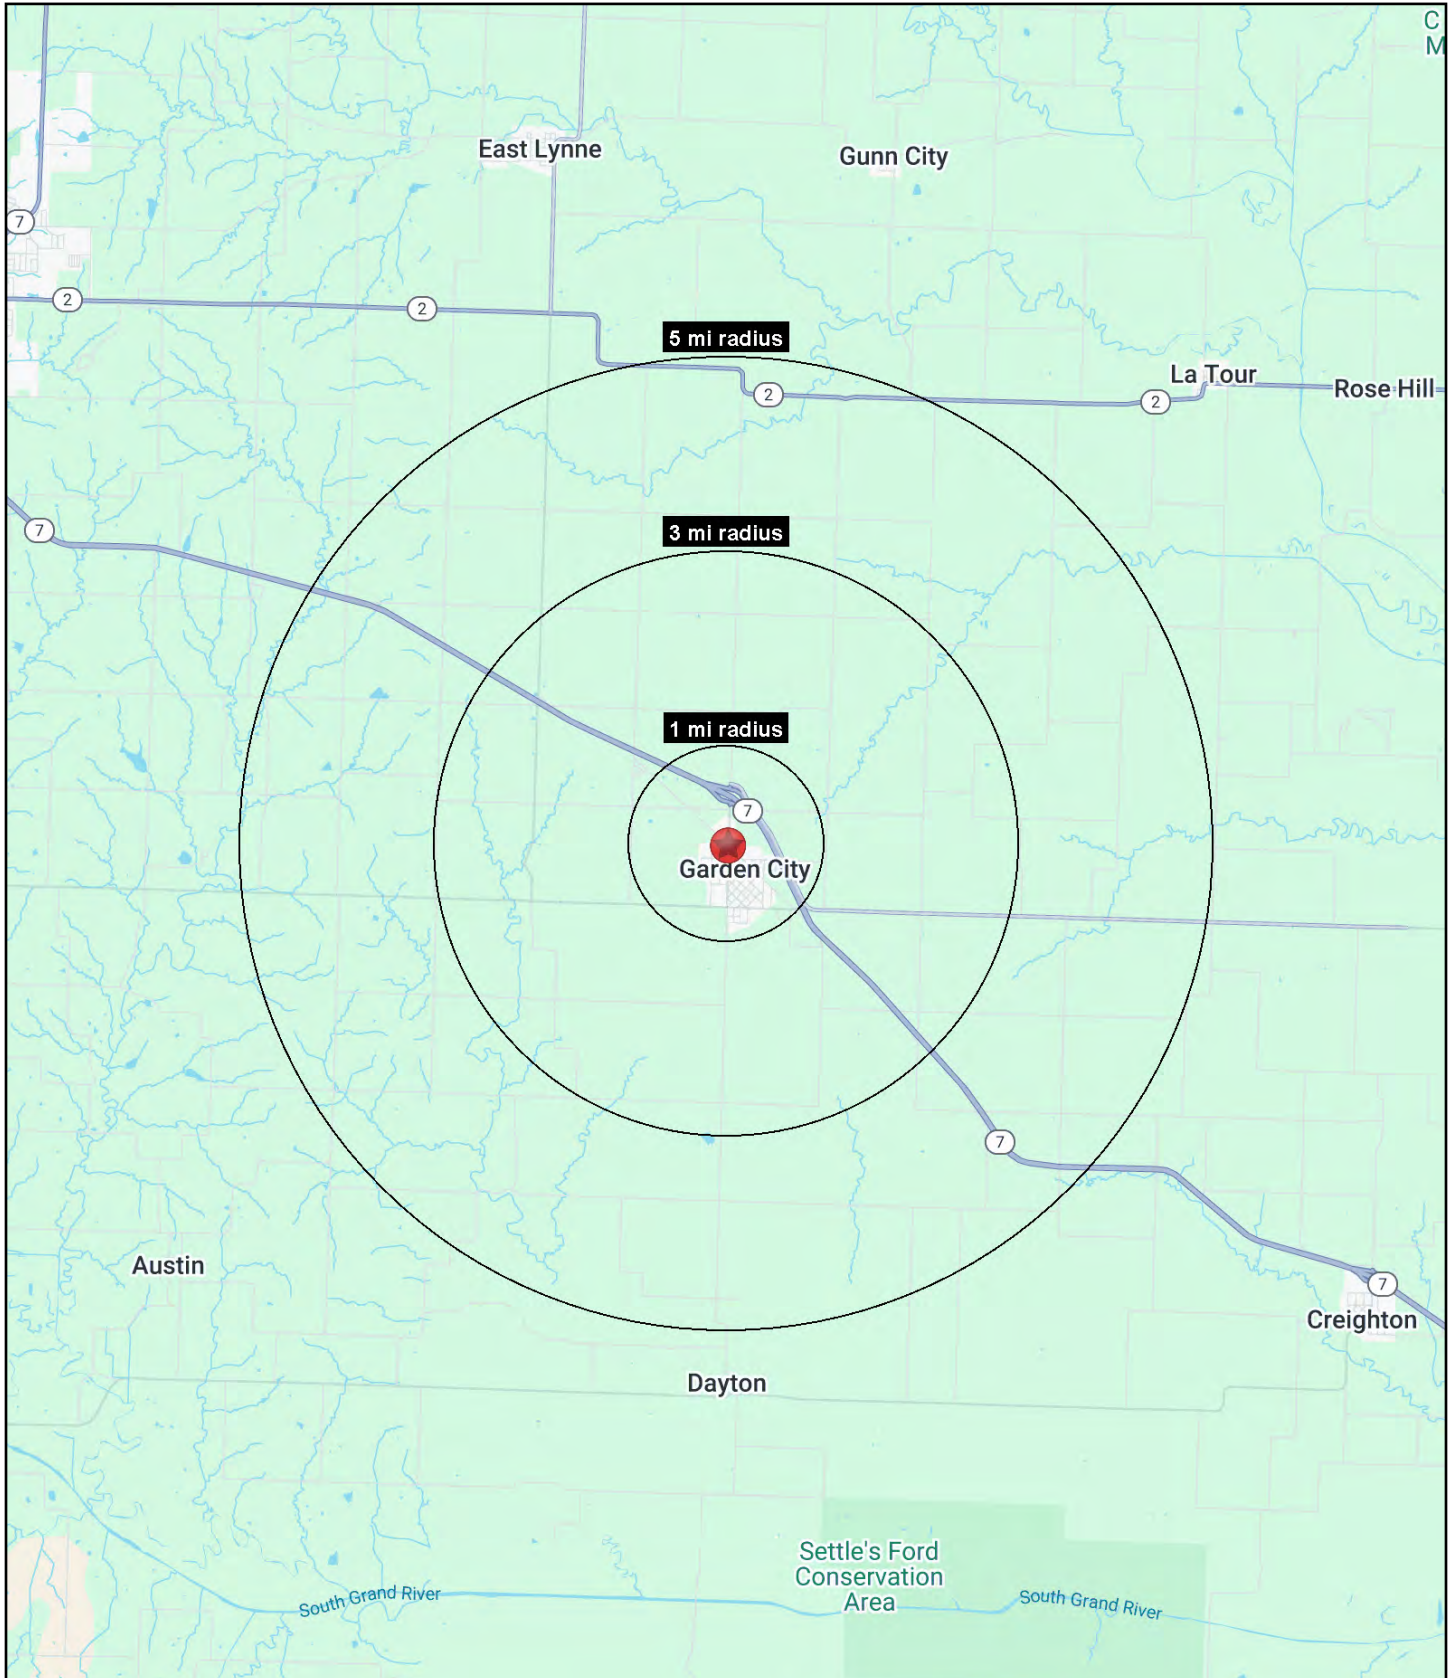 C
M
East Lynne
Gunn City
7
2
2
5 mi radius
La Tour
Rose Hill
2
2
7
3 mi radius
1 mi radius
7
Garden City
7
Austin
7
Creighton
Dayton
Settle's Ford
Conservation
Area
South Grand River
South Grand River